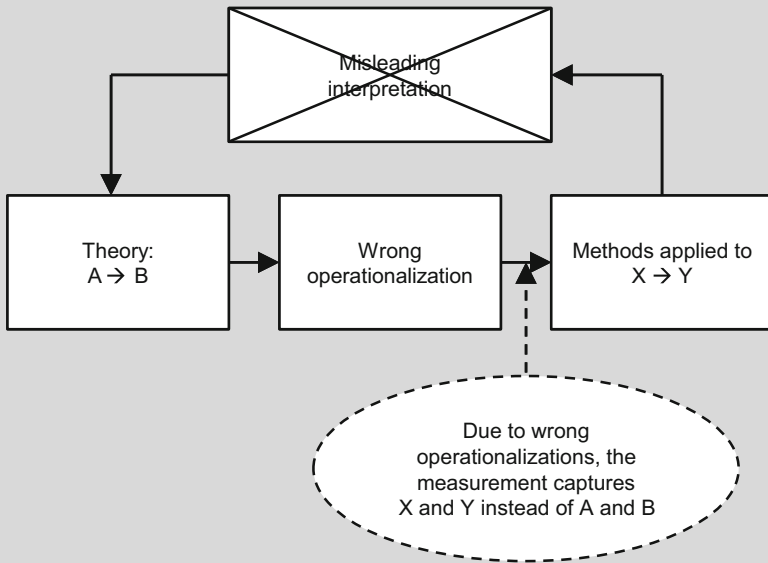 Misleading
interpretation
Theory:
A → B
Wrong
operationalization
Methods applied to
X → Y
Due to wrong
operationalizations, the
measurement captures
X and Y instead of A and B